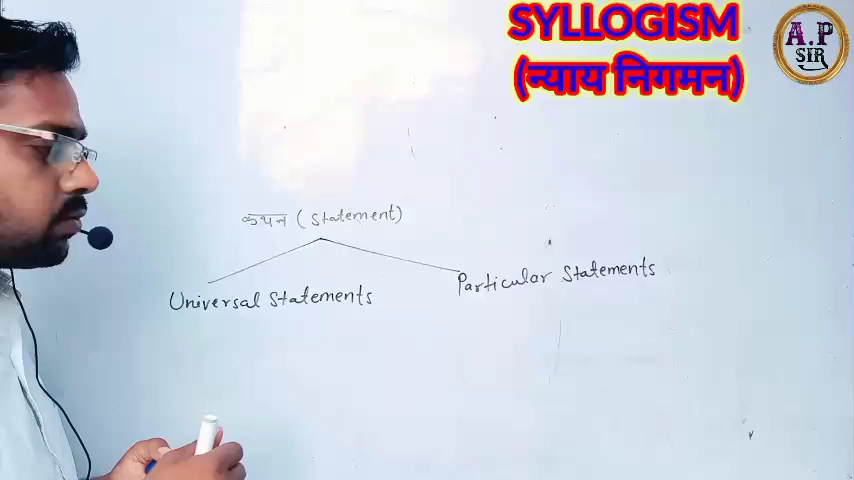 SYLLOGISM
(न्याय निगमन)
A.P
SIR
कथन (Statement)
Universal Statements
Particular Statements